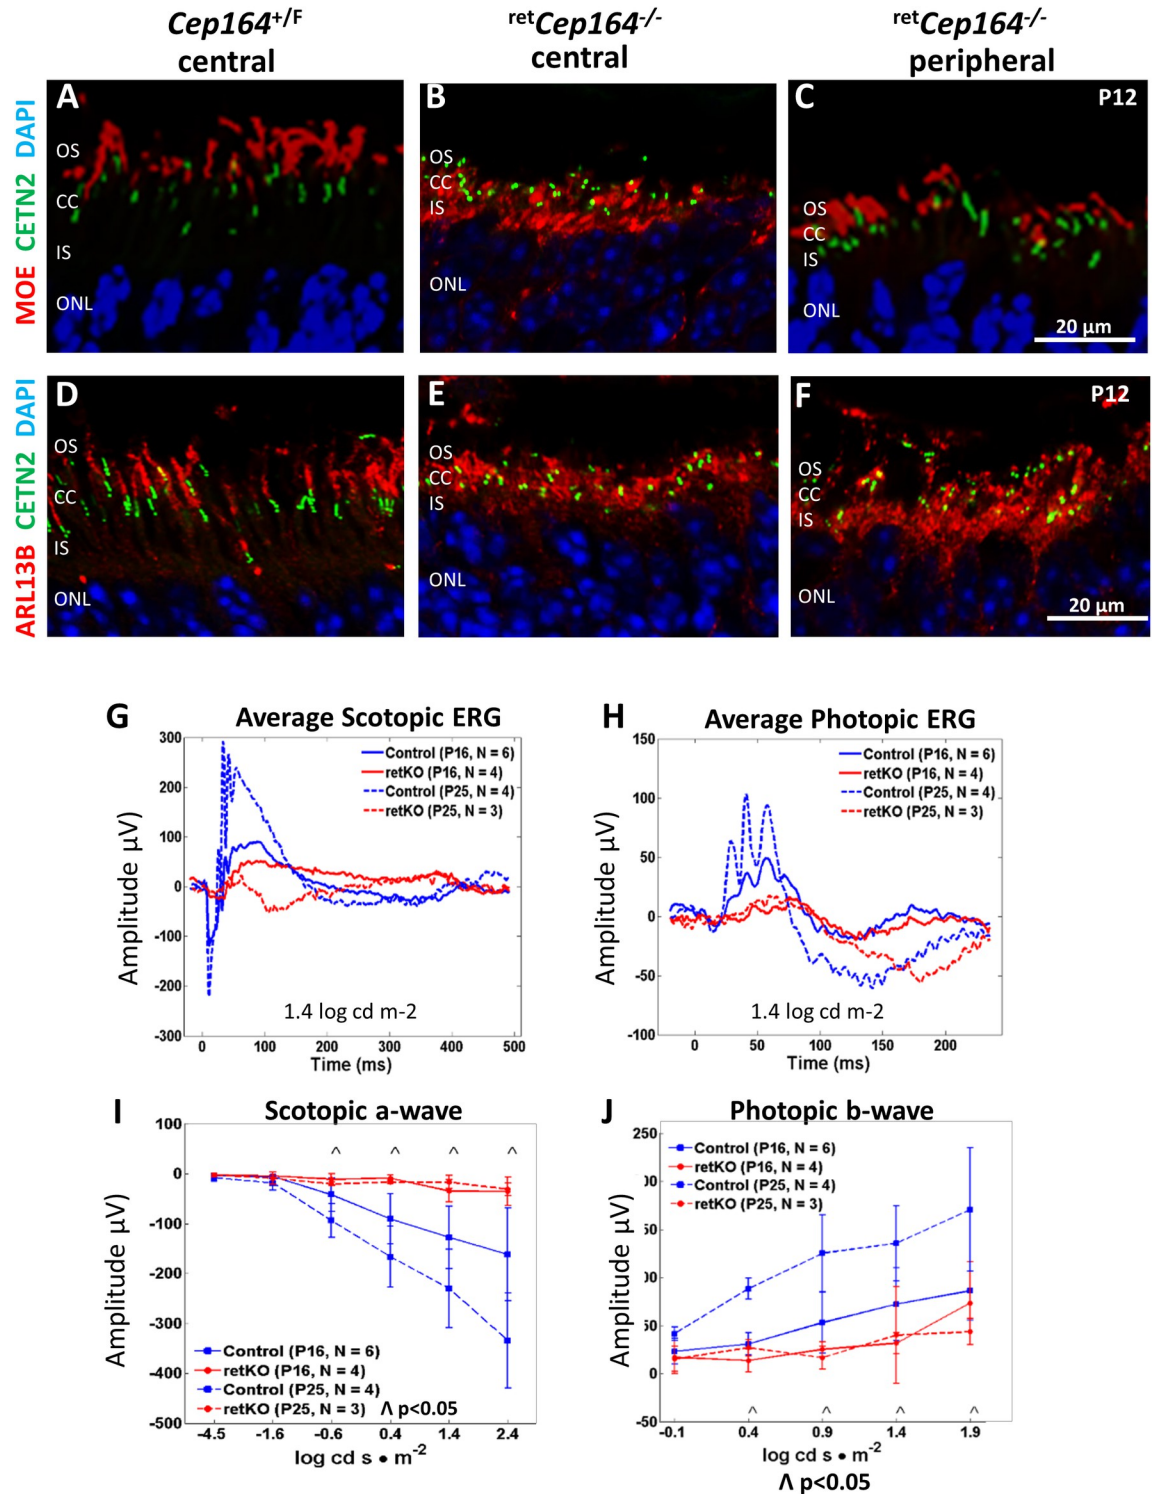 Cep164+/F
central
retCep164-/-
central
retCep164-/-
peripheral
MOE CETN2 DAPI
A
OS
CC
IS
ONL
B
OS
CC
IS
ONL
C
P12
OS
CC
IS
ONL
20 µm
ARL13B CETN2 DAPI
D
OS
CC
IS
ONL
E
OS
CC
IS
ONL
F
P12
OS
CC
IS
ONL
20 µm
G
Average Scotopic ERG
Amplitude µV)
300
200
100
0
-100
-200
-300
Control (P16, N = 6)
retKO (P16, N = 4)
Control (P25, N = 4)
retKO (P25, N = 3)
1.4 log cd m-2
0 100 200 300 400 500
Time (ms)
H
Average Photopic ERG
Amplitude µV)
150
100
50
0
-50
-100
Control (P16, N = 6)
retKO (P16, N = 4)
Control (P25, N = 4)
retKO (P25, N = 3)
1.4 log cd m-2
0 50 100 150 200
Time (ms)
I
Scotopic a-wave
Amplitude µV)
100
0
-100
-200
-300
-400
-500
^ ^ ^ ^
Control (P16, N = 6)
retKO (P16, N = 4)
Control (P25, N = 4)
retKO (P25, N = 3) Λ p<0.05
-4.5 -1.6 -0.6 0.4 1.4 2.4
log cd s • m-2
J
Photopic b-wave
Amplitude µV)
250
00
50
00
50
0
-50
Control (P16, N = 6)
retKO (P16, N = 4)
Control (P25, N = 4)
retKO (P25, N = 3)
^ ^ ^ ^
-0.1 0.4 0.9 1.4 1.9
log cd s • m-2
Λ p<0.05